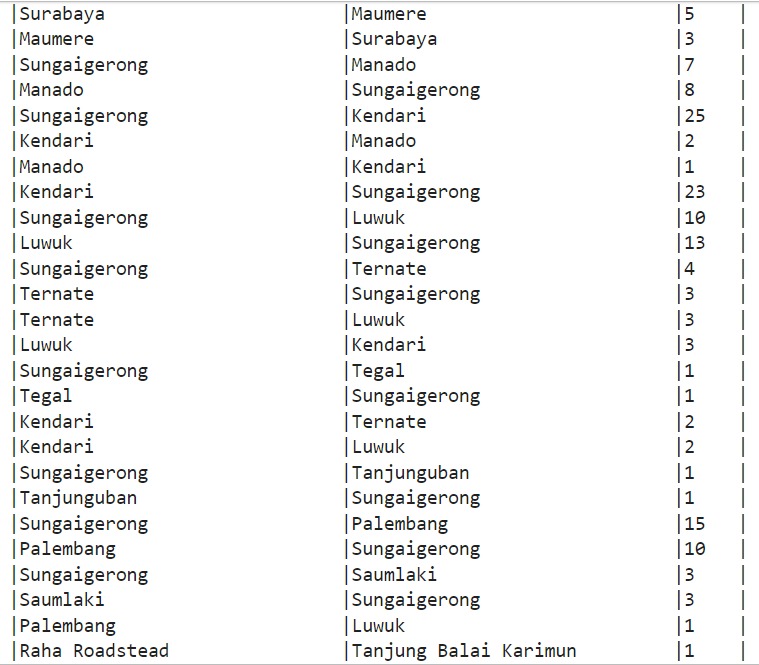 |Surabaya |Maumere |5 |
|Maumere |Surabaya |3 |
|Sungaigerong |Manado |7 |
|Manado |Sungaigerong |8 |
|Sungaigerong |Kendari |25 |
|Kendari |Manado |2 |
|Manado |Kendari |1 |
|Kendari |Sungaigerong |23 |
|Sungaigerong |Luwuk |10 |
|Luwuk |Sungaigerong |13 |
|Sungaigerong |Ternate |4 |
|Ternate |Sungaigerong |3 |
|Ternate |Luwuk |3 |
|Luwuk |Kendari |3 |
|Sungaigerong |Tegal |1 |
|Tegal |Sungaigerong |1 |
|Kendari |Ternate |2 |
|Kendari |Luwuk |2 |
|Sungaigerong |Tanjunguban |1 |
|Tanjunguban |Sungaigerong |1 |
|Sungaigerong |Palembang |15 |
|Palembang |Sungaigerong |10 |
|Sungaigerong |Saumlaki |3 |
|Saumlaki |Sungaigerong |3 |
|Palembang |Luwuk |1 |
|Raha Roadstead |Tanjung Balai Karimun |1 |